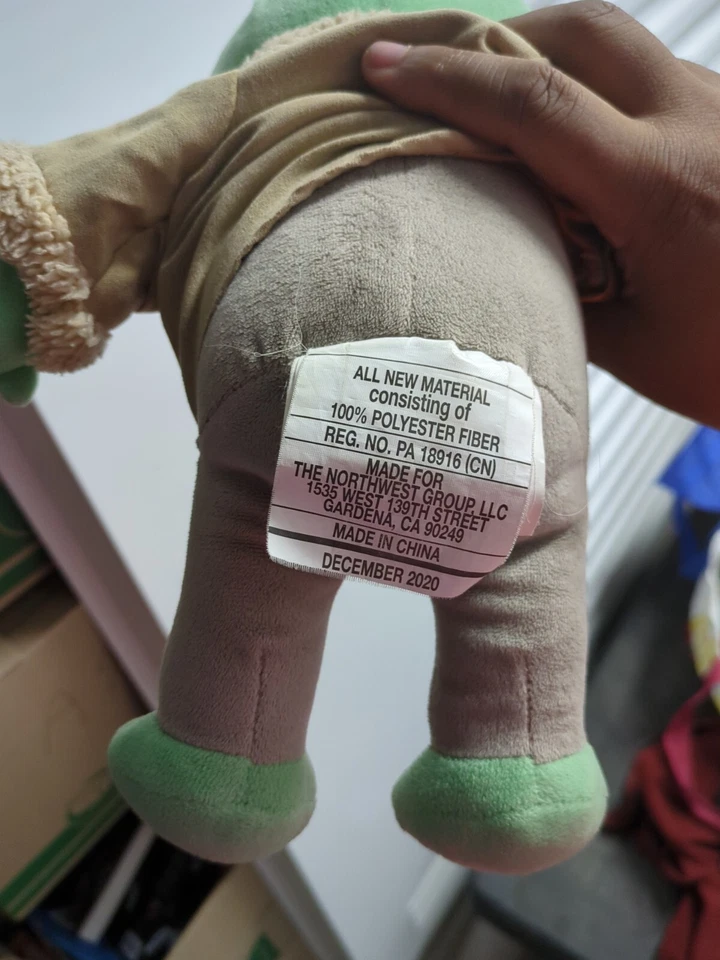 ALL NEW MATERIAL
consisting of
100% POLYESTER FIBER
REG. NO. PA 18916 (CN)
MADE FOR
THE NORTHWEST GROUP LLC
1535 WEST 139TH STREET
GARDENA, CA 90249
MADE IN CHINA
DECEMBER 2020